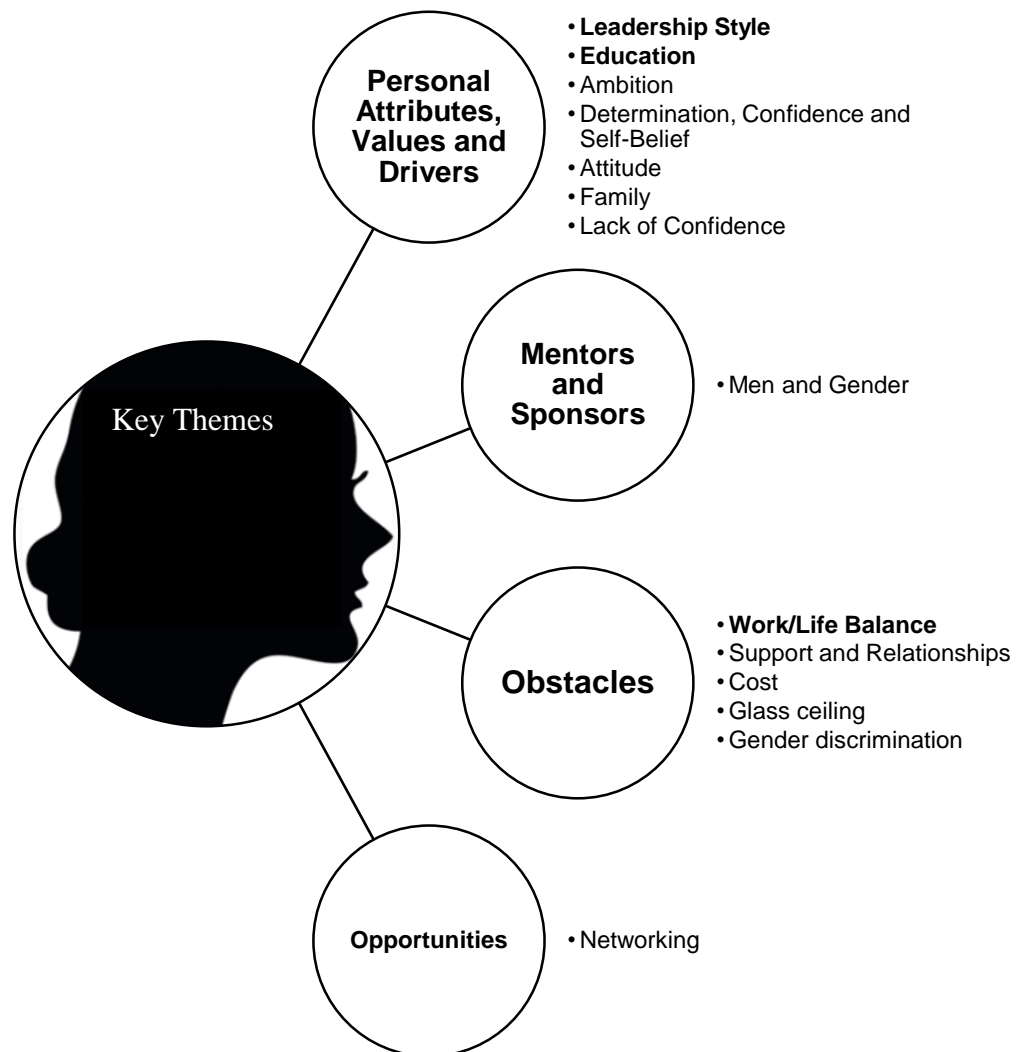 Key Themes
Personal
Attributes,
Values and
Drivers
• Leadership Style
• Education
• Ambition
• Determination, Confidence and
Self-Belief
• Attitude
• Family
• Lack of Confidence
Mentors
and
Sponsors
• Men and Gender
Obstacles
• Work/Life Balance
• Support and Relationships
• Cost
• Glass ceiling
• Gender discrimination
Opportunities
• Networking